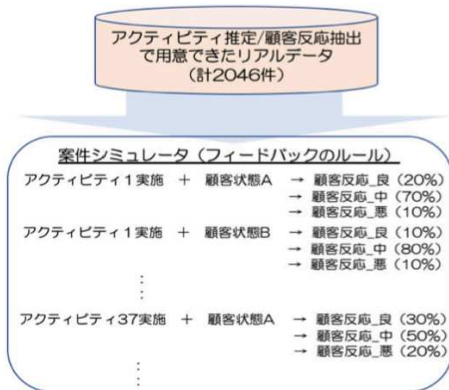 アクティビティ推定/顧客反応抽出
で用意できたリアルデータ
(計2046件)
案件シミュレータ(フィードバックのルール)
アクティビティ1実施 + 顧客状態A → 顧客反応_良(20%)
→ 顧客反応_中(70%)
→ 顧客反応_悪(10%)
アクティビティ1実施 + 顧客状態B → 顧客反応_良(10%)
→ 顧客反応_中(80%)
→ 顧客反応_悪(10%)
⋮
アクティビティ37実施 + 顧客状態A → 顧客反応_良(30%)
→ 顧客反応_中(50%)
→ 顧客反応_悪(20%)
⋮